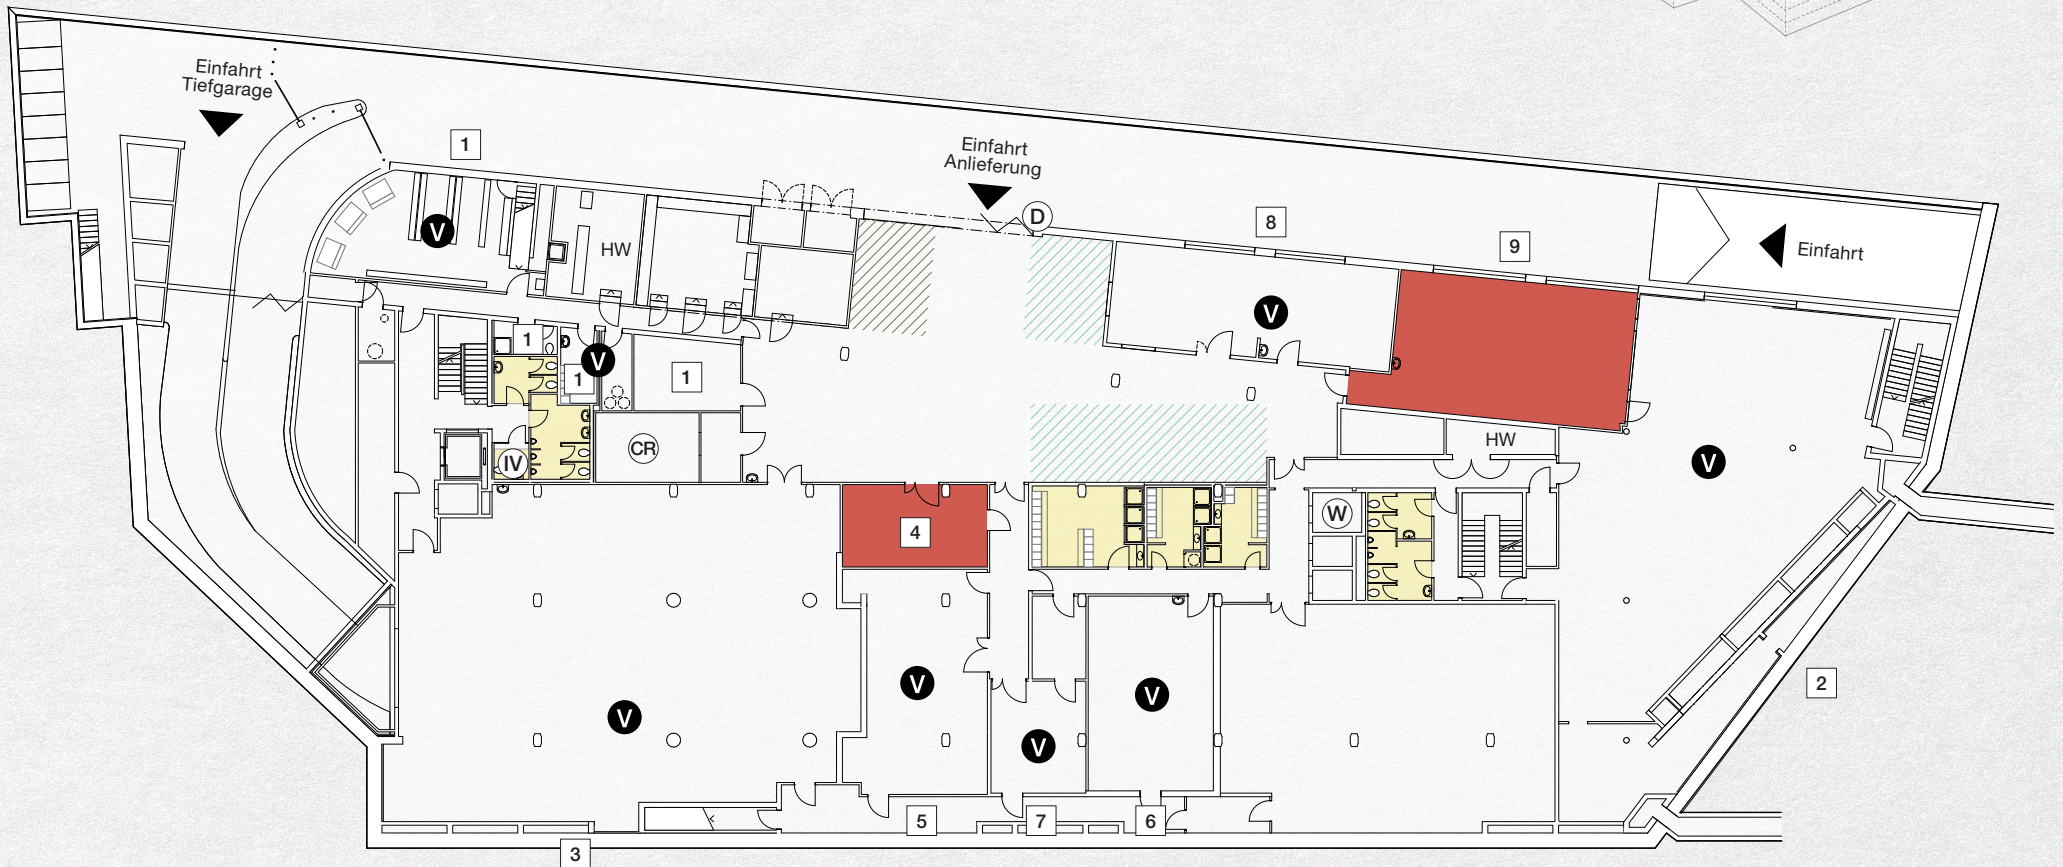 Einfahrt
Tiefgarage
1
Einfahrt
Anlieferung
D
8
9
Einfahrt
V
HW
V
1
V
1
1
CR
IV
HW
V
4
W
V
V
V
V
2
5
7
6
3